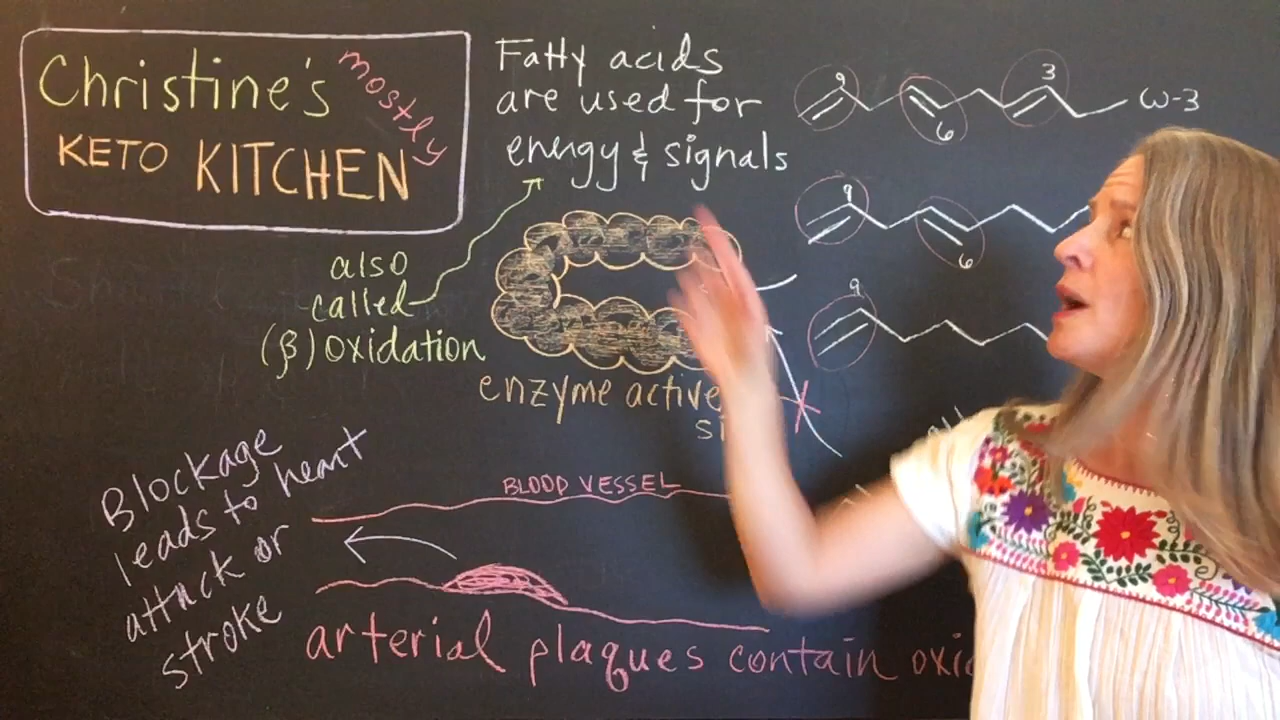 Christine's
mostly
KETO KITCHEN
Fatty acids
are used for
energy & signals
also
called
(β) oxidation
enzyme active
9
6
3
ω-3
9
6
9
Blockage
leads to heart
attack or
stroke
BLOOD VESSEL
arterial plaques contain